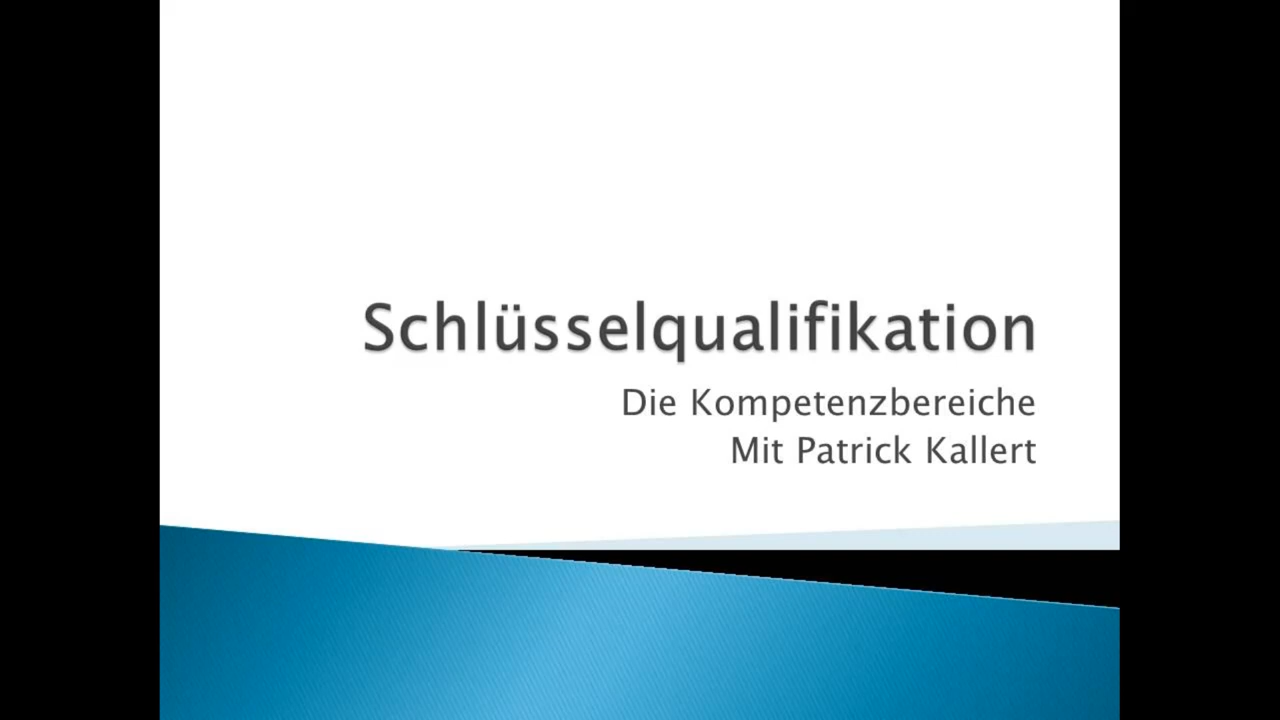 Schlüsselqualifikation
Die Kompetenzbereiche
Mit Patrick Kallert